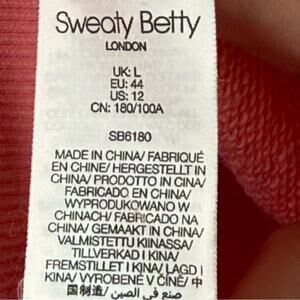 Sweaty Betty
LONDON
UK: L
EU: 44
US: 12
CN: 180/100A
SB6180
MADE IN CHINA/ FABRIQUÉ
EN CHINE/ HERGESTELLT IN
CHINA/ PRODOTTO IN CINA/
FABRICADO EN CHINA/
WYPRODUKOWANO W
CHINACH/ FABRICADO NA
CHINA/ GEMAAKT IN CHINA/
VALMISTETTU KIINASSA/
TILLVERKAD I KINA/
FREMSTILLET I KINA/ LAGD I
KINA/ VYROBENÉ V ČÍNĚ/ 中
国制造/ صنع في الصين